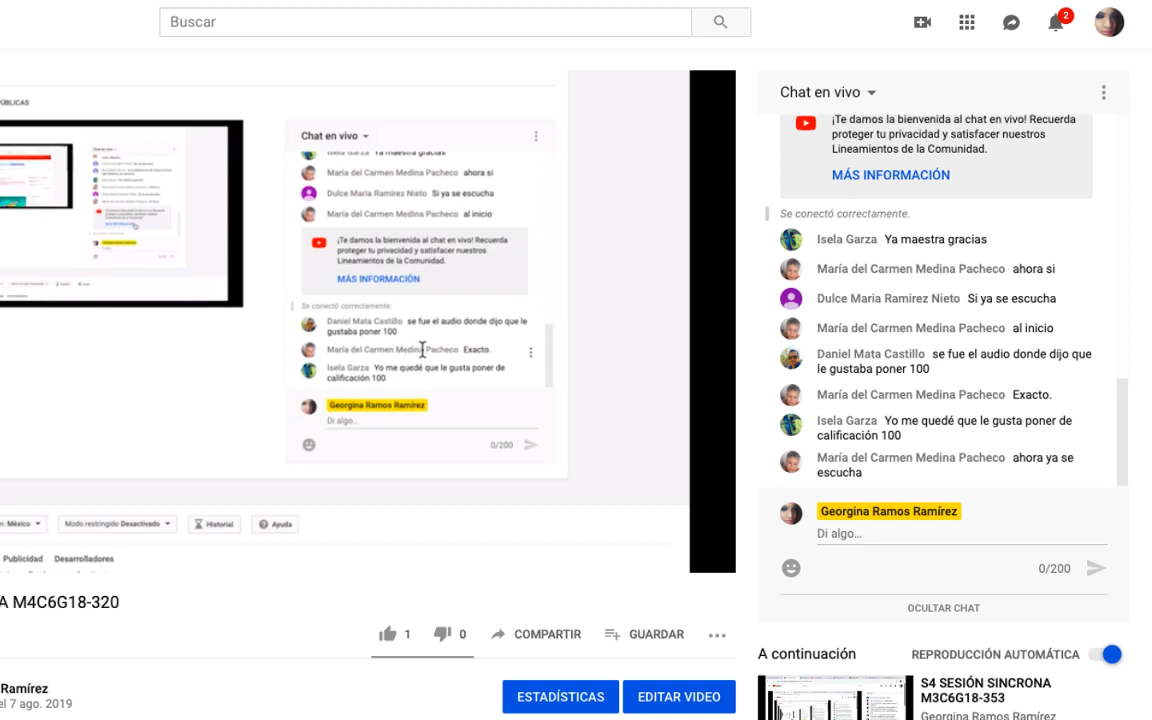 Buscar
2
ÚBLICAS
Chat en vivo
Isela Garza Ya maestra gracias
María del Carmen Medina Pacheco ahora si
Dulce Maria Ramirez Nieto Si ya se escucha
María del Carmen Medina Pacheco al inicio
¡Te damos la bienvenida al chat en vivo! Recuerda
proteger tu privacidad y satisfacer nuestros
Lineamientos de la Comunidad.
MÁS INFORMACIÓN
Se conectó correctamente.
Daniel Mata Castillo se fue el audio donde dijo que le
gustaba poner 100
María del Carmen Medina Pacheco Exacto.
Isela Garza Yo me quedé que le gusta poner de
calificación 100
Georgina Ramos Ramírez
Di algo...
0/200
n: México
Modo restringido Desactivado
Historial
Ayuda
Publicidad Desarrolladores
A M4C6G18-320
1
0
COMPARTIR
GUARDAR
Ramírez
el 7 ago. 2019
ESTADÍSTICAS
EDITAR VIDEO
Chat en vivo
¡Te damos la bienvenida al chat en vivo! Recuerda
proteger tu privacidad y satisfacer nuestros
Lineamientos de la Comunidad.
MÁS INFORMACIÓN
Se conectó correctamente.
Isela Garza Ya maestra gracias
María del Carmen Medina Pacheco ahora si
Dulce Maria Ramirez Nieto Si ya se escucha
María del Carmen Medina Pacheco al inicio
Daniel Mata Castillo se fue el audio donde dijo que
le gustaba poner 100
María del Carmen Medina Pacheco Exacto.
Isela Garza Yo me quedé que le gusta poner de
calificación 100
María del Carmen Medina Pacheco ahora ya se
escucha
Georgina Ramos Ramírez
Di algo...
0/200
OCULTAR CHAT
A continuación
REPRODUCCIÓN AUTOMÁTICA
S4 SESIÓN SINCRONA
M3C6G18-353
Georgina Ramos Ramírez